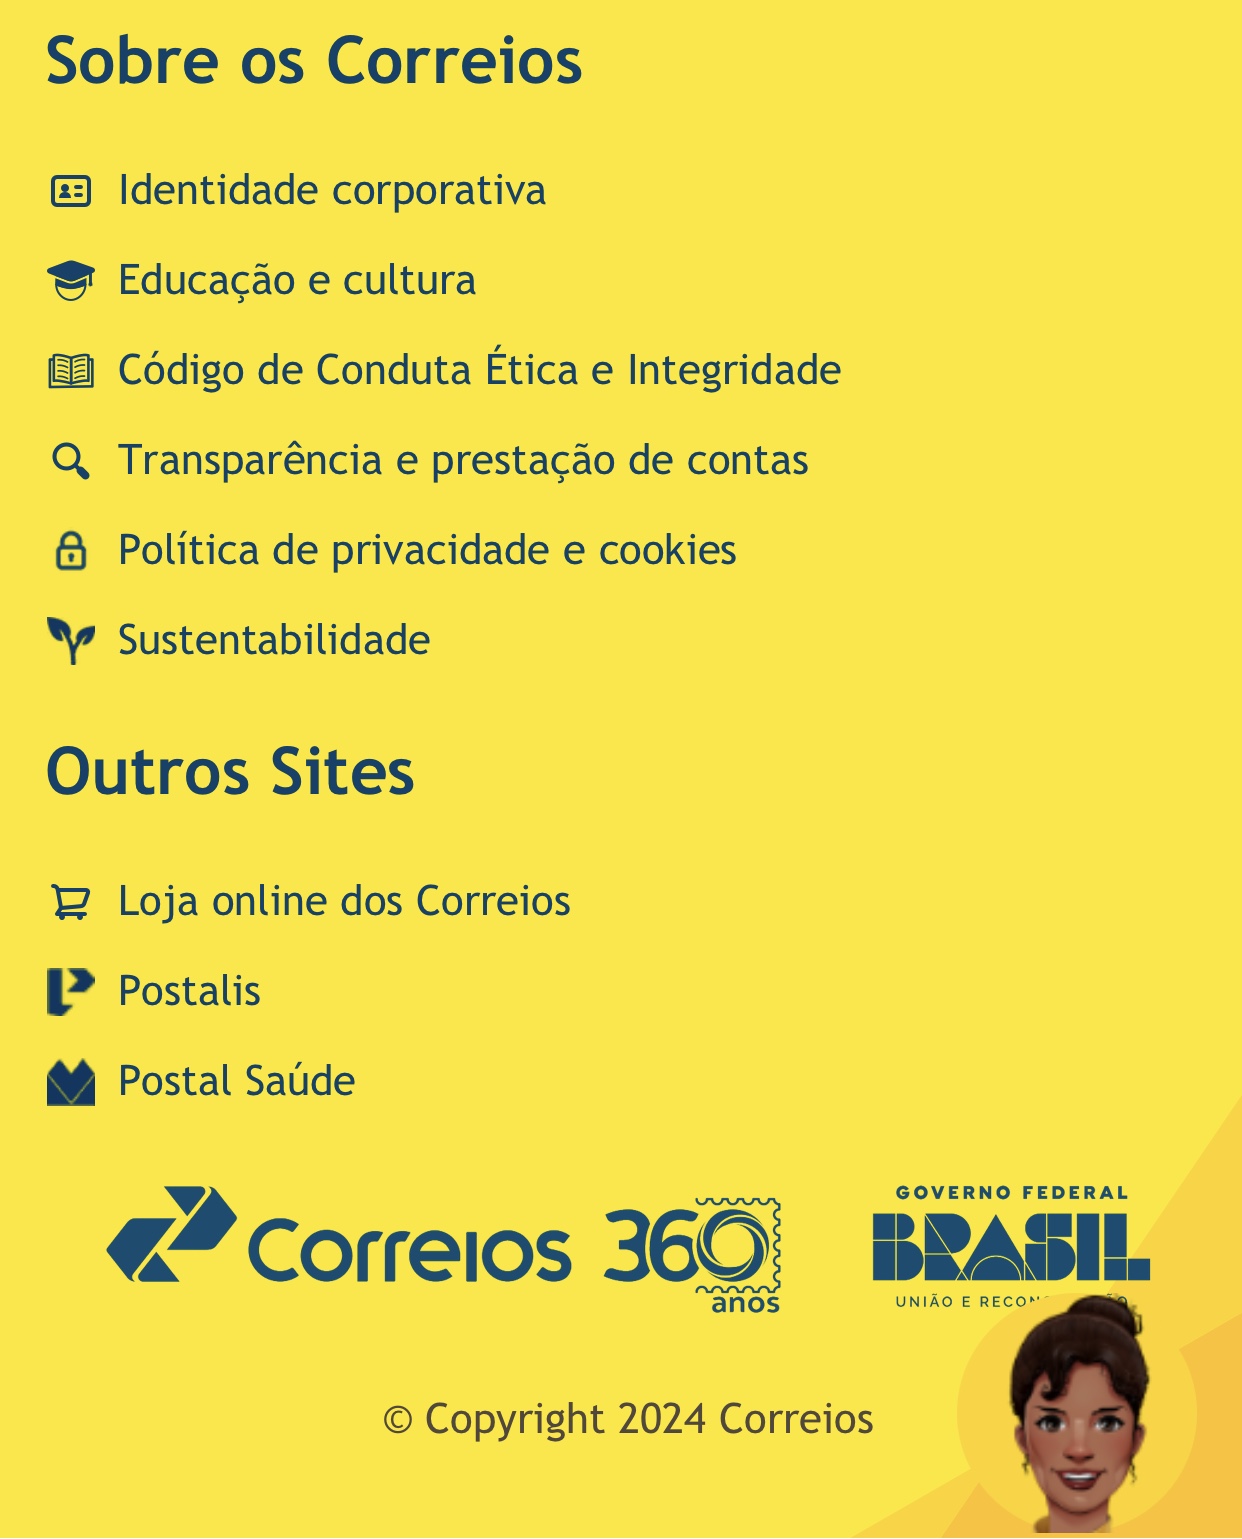 Sobre os Correios
Identidade corporativa
Educação e cultura
Código de Conduta Ética e Integridade
Transparência e prestação de contas
Política de privacidade e cookies
Sustentabilidade
Outros Sites
Loja online dos Correios
Postalis
Postal Saúde
Correios 360 anos
GOVERNO FEDERAL
BRASIL
UNIÃO E
© Copyright 2024 Correios